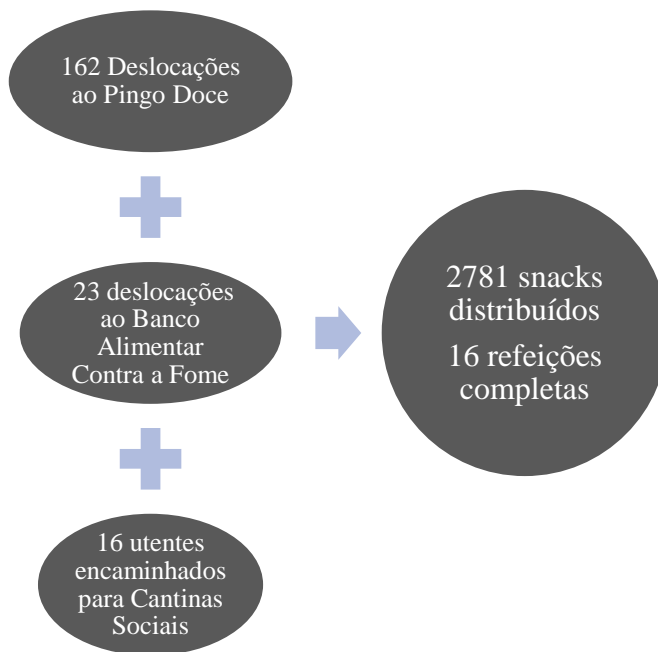 162 Deslocações
ao Pingo Doce
23 deslocações
ao Banco
Alimentar
Contra a Fome
16 utentes
encaminhados
para Cantinas
Sociais
2781 snacks
distribuídos
16 refeições
completas